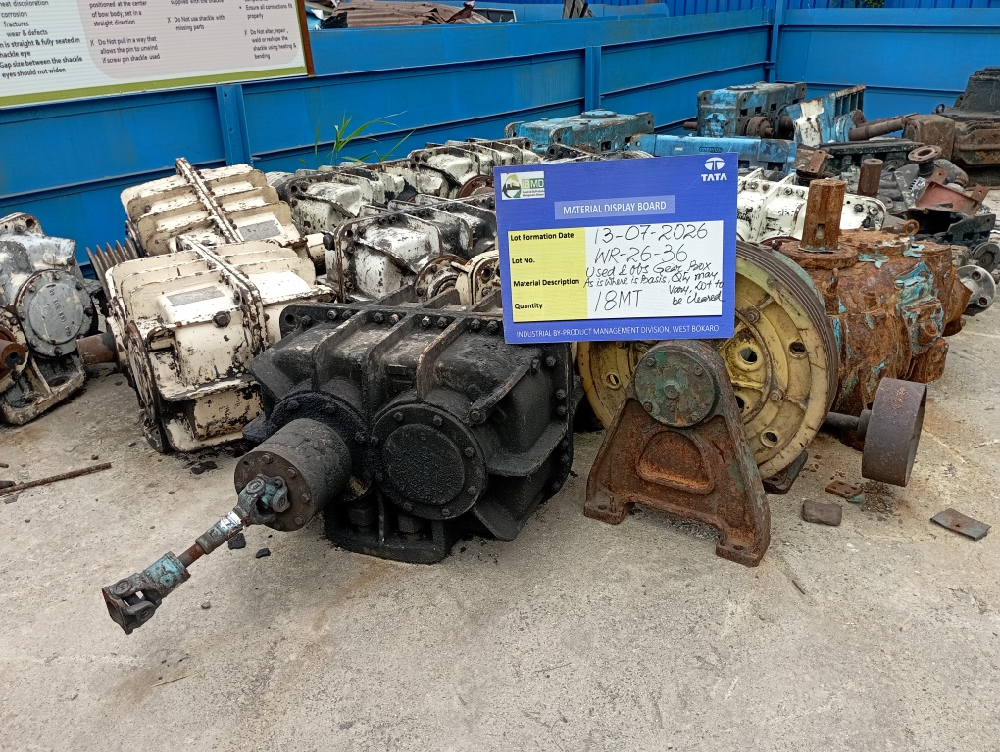 heat discoloration
corrosion
fractures
wear & defects
n is straight & fully seated in
hackle eye
Gap size between the shackle
eyes should not widen
positioned at the center
of bow body, set in a
straight direction
X Do not pull in a way that
allows the pin to unwind
if screw pin shackle used
supplied with the shackle
X Do not use shackle with
missing parts
Ensure all connections fit
properly
X Do not alter, repair,
weld or reshape the
shackle using heating &
bending
IBMD
TATA
MATERIAL DISPLAY BOARD
Lot Formation Date 13-07-2026
Lot No. WR-26-36
Material Description Used & obs Gear Box
As is where is Basis. Qty may
vary. Lot to
be cleared
Quantity 18MT
INDUSTRIAL BY-PRODUCT MANAGEMENT DIVISION, WEST BOKARO